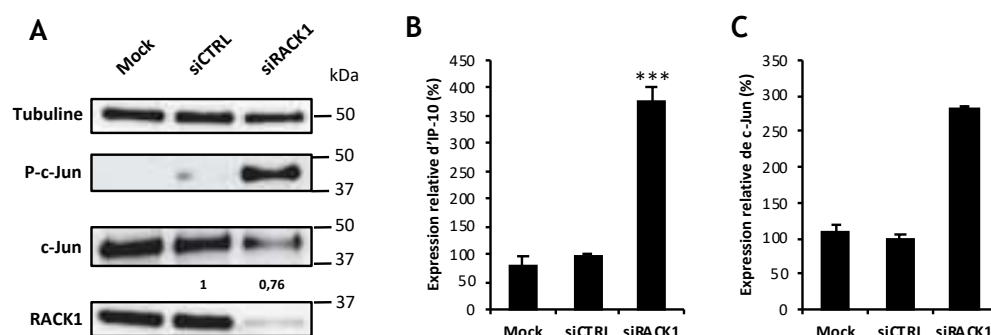 A
Mock
siCTRL
siRACK1
kDa
Tubuline
50
P-c-Jun
50
37
c-Jun
50
37
1
0,76
RACK1
37
B
Expression relative d'IP-10 (%)
450
400
350
300
250
200
150
100
50
0
***
Mock
siCTRL
siRACK1
C
Expression relative de c-Jun (%)
350
300
250
200
150
100
50
0
Mock
siCTRL
siRACK1